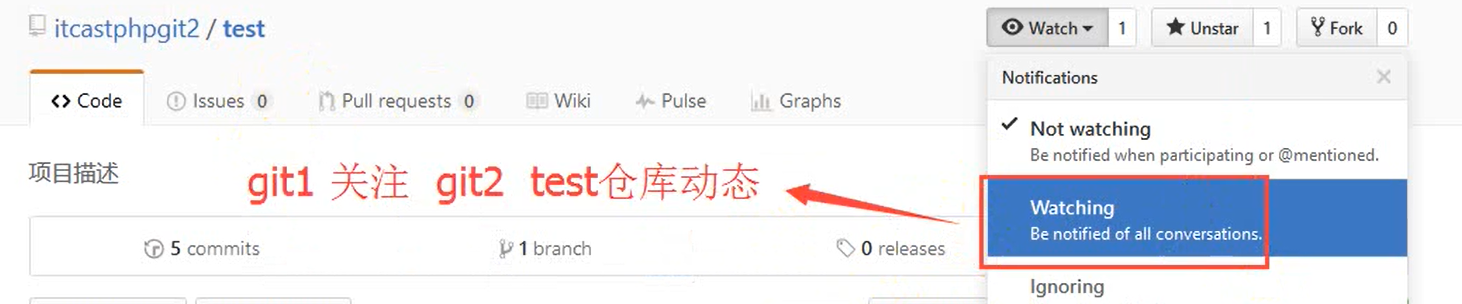 itcastphpgit2 / test
Watch 1 Unstar 1 Fork 0
Notifications
Code Issues 0 Pull requests 0 Wiki Pulse Graphs
Not watching
Be notified when participating or @mentioned.
项目描述
git1 关注 git2 test仓库动态
Watching
Be notified of all conversations.
5 commits 1 branch 0 releases
Ignoring